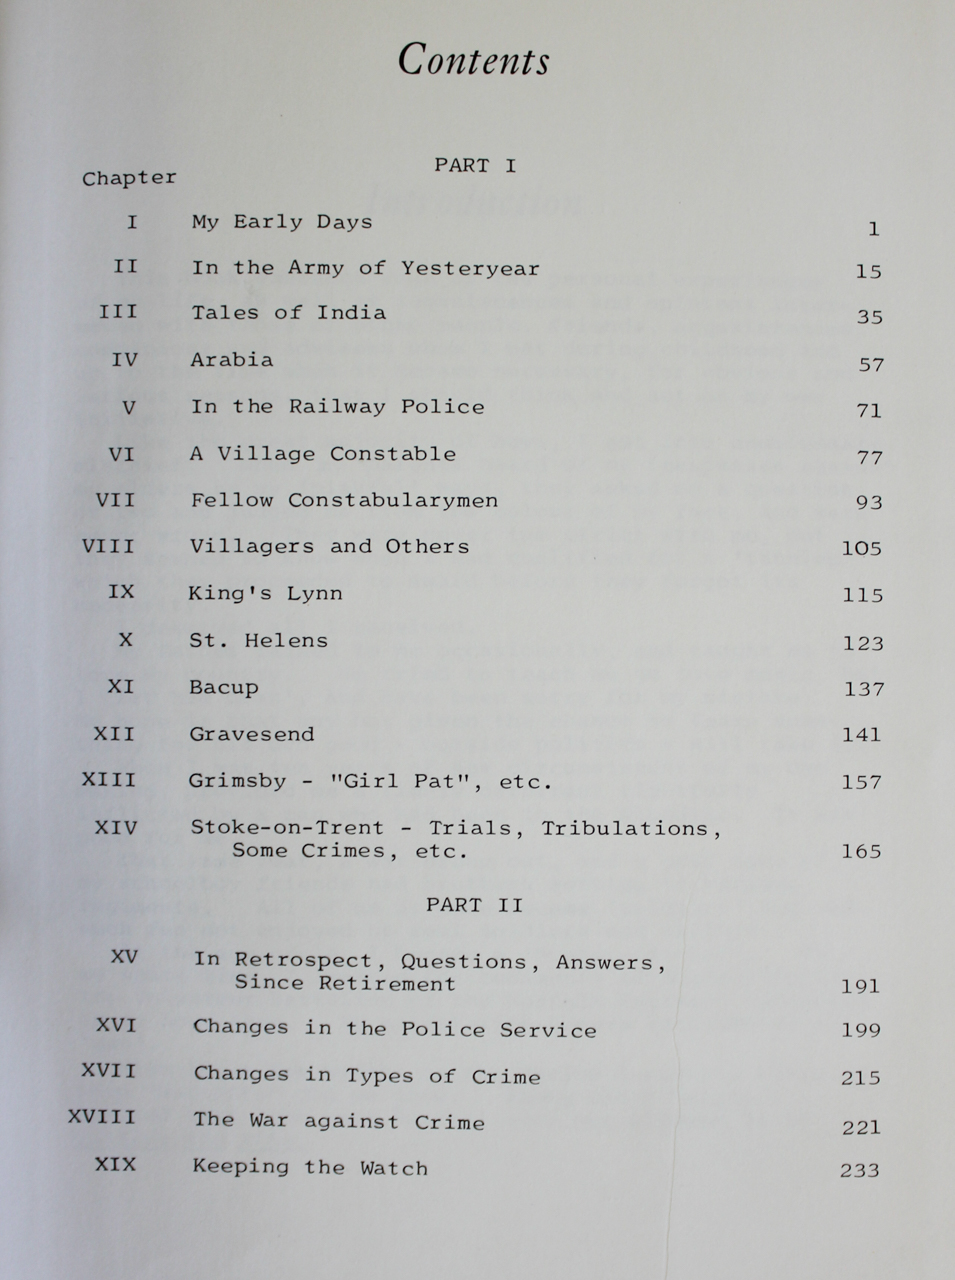 Contents
PART I
Chapter
I My Early Days 1
II In the Army of Yesteryear 15
III Tales of India 35
IV Arabia 57
V In the Railway Police 71
VI A Village Constable 77
VII Fellow Constabularymen 93
VIII Villagers and Others 105
IX King's Lynn 115
X St. Helens 123
XI Bacup 137
XII Gravesend 141
XIII Grimsby - "Girl Pat", etc. 157
XIV Stoke-on-Trent - Trials, Tribulations,
Some Crimes, etc. 165
PART II
XV In Retrospect, Questions, Answers,
Since Retirement 191
XVI Changes in the Police Service 199
XVII Changes in Types of Crime 215
XVIII The War against Crime 221
XIX Keeping the Watch 233